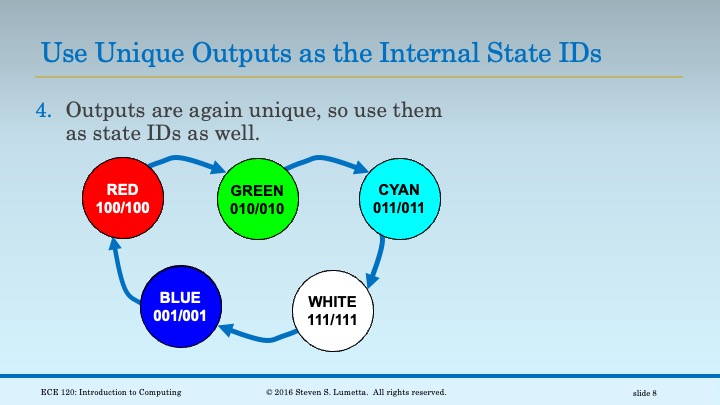 Use Unique Outputs as the Internal State IDs
4. Outputs are again unique, so use them
as state IDs as well.
RED
100/100
GREEN
010/010
CYAN
011/011
BLUE
001/001
WHITE
111/111
ECE 120: Introduction to Computing
© 2016 Steven S. Lumetta. All rights reserved.
slide 8